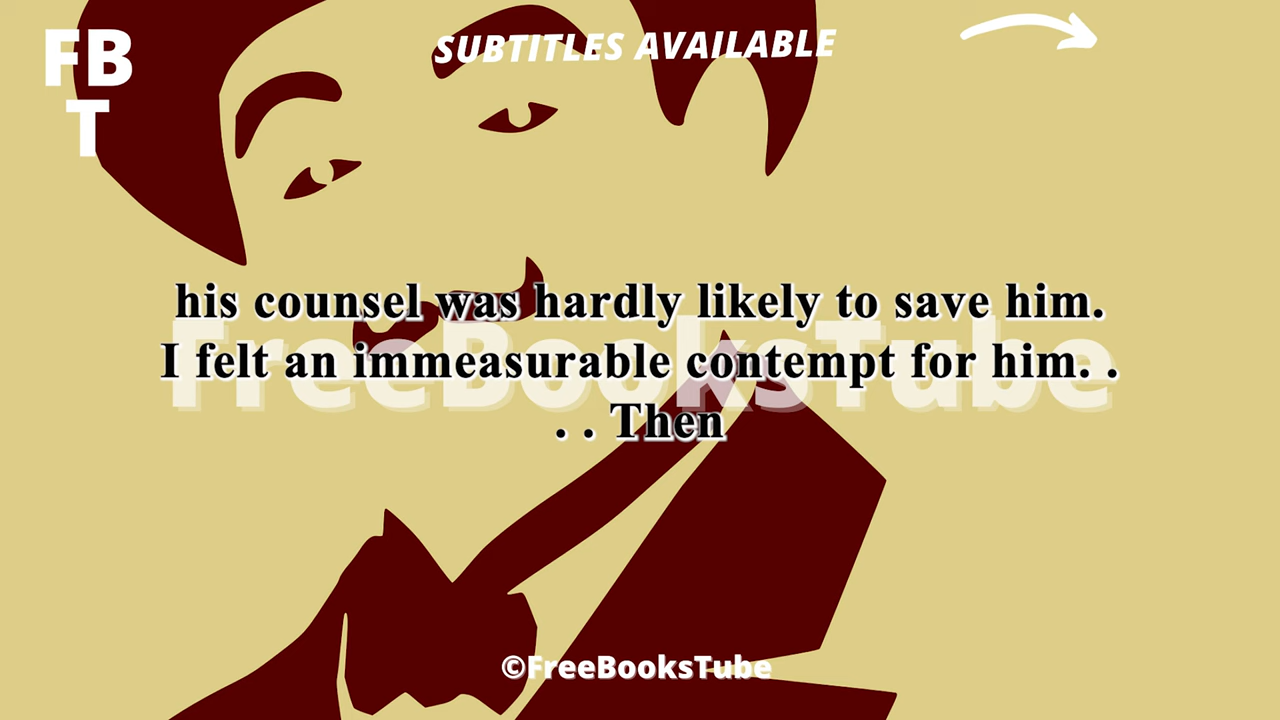 FB
T
SUBTITLES AVAILABLE
his counsel was hardly likely to save him.
I felt an immeasurable contempt for him. .
. . Then
FreeBooksTube
©FreeBooksTube